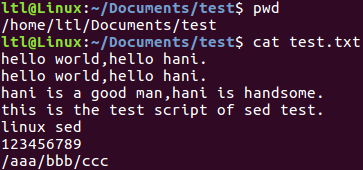 ltl@Linux:~/Documents/test$ pwd
/home/ltl/Documents/test
ltl@Linux:~/Documents/test$ cat test.txt
hello world,hello hani.
hello world,hello hani.
hani is a good man,hani is handsome.
this is the test script of sed test.
linux sed
123456789
/aaa/bbb/ccc